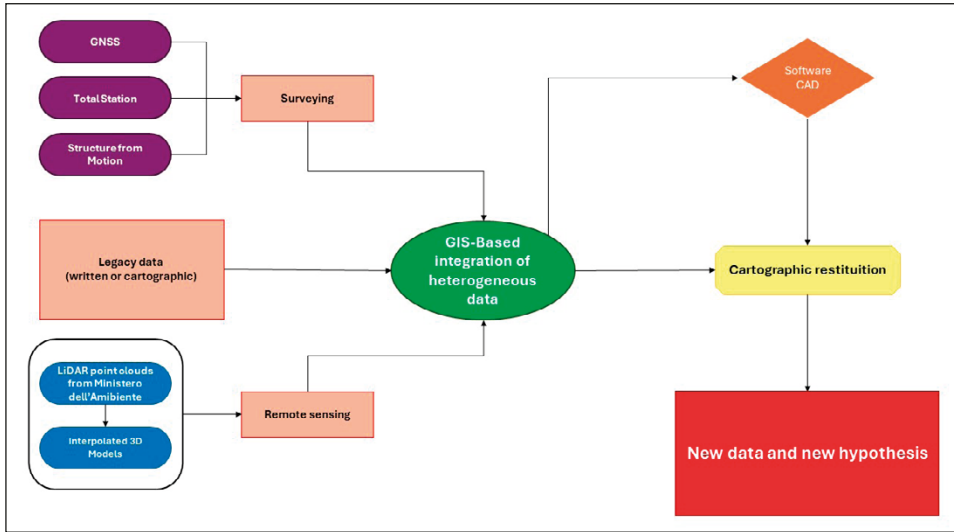 GNSS
Total Station
Structure from
Motion
Surveying
Legacy data
(written or cartographic)
LiDAR point clouds from Ministero
dell'Amibiente
Interpolated 3D
Models
Remote sensing
GIS-Based
integration of
heterogeneous
data
Software
CAD
Cartographic restituition
New data and new hypothesis